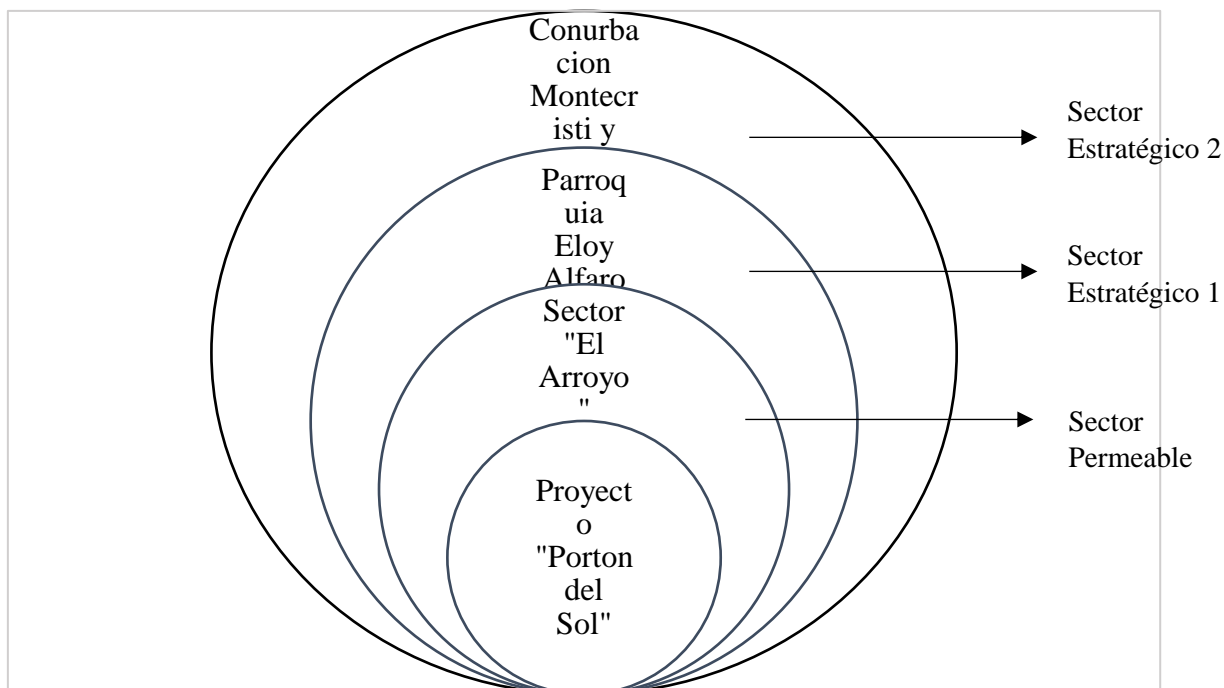 Conurba
cion
Montecr
isti y
Parroq
uia
Eloy
Alfaro
Sector
"El
Arroyo
"
Proyect
o
"Porton
del
Sol"
Sector
Estratégico 2
Sector
Estratégico 1
Sector
Permeable